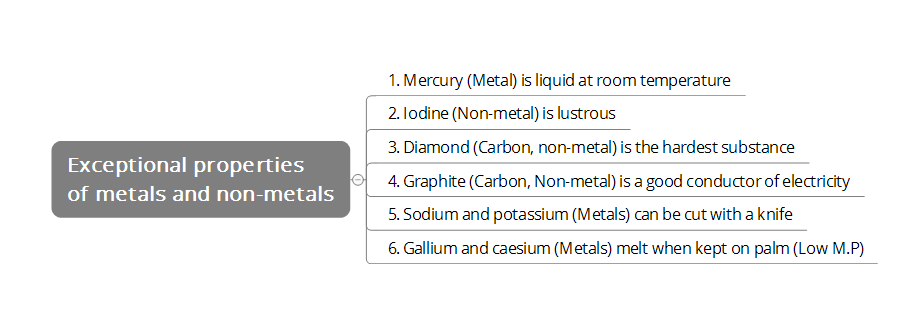 Exceptional properties
of metals and non-metals
1. Mercury (Metal) is liquid at room temperature
2. Iodine (Non-metal) is lustrous
3. Diamond (Carbon, non-metal) is the hardest substance
4. Graphite (Carbon, Non-metal) is a good conductor of electricity
5. Sodium and potassium (Metals) can be cut with a knife
6. Gallium and caesium (Metals) melt when kept on palm (Low M.P)